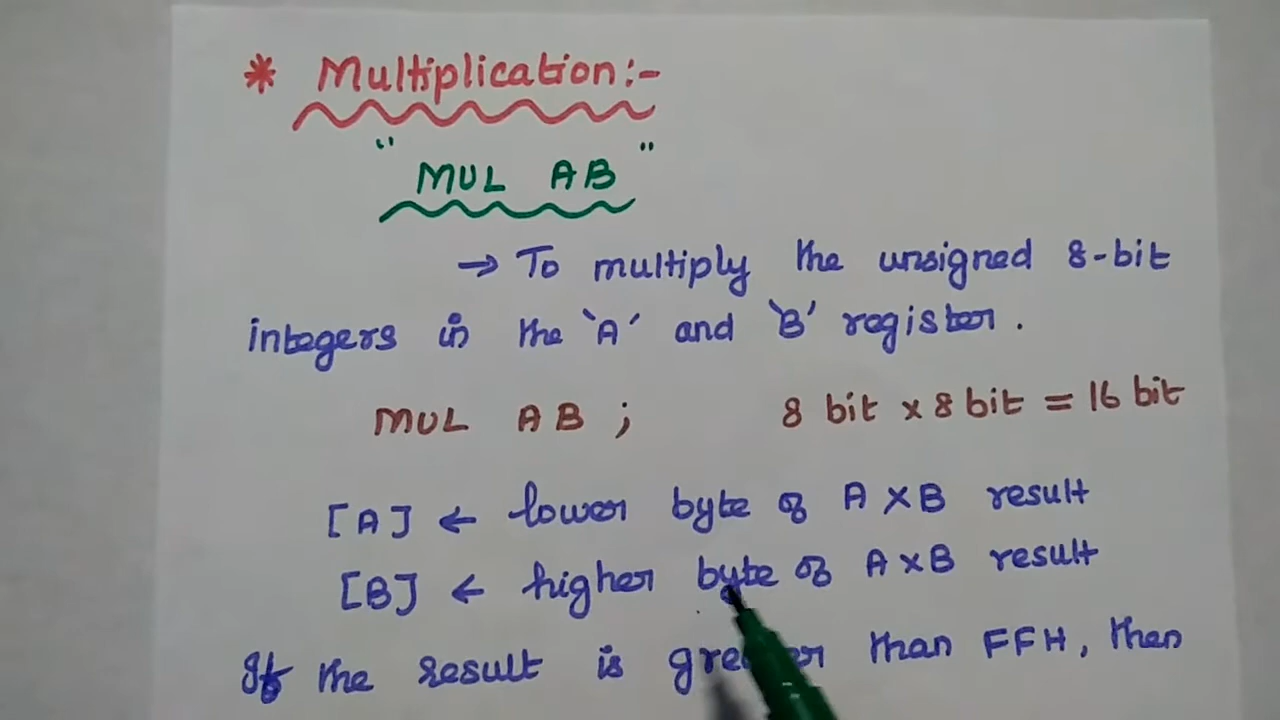 * Multiplication:-
" MUL AB "
→ To multiply the unsigned 8-bit
integers in the 'A' and 'B' register.
MUL AB ; 8 bit × 8 bit = 16 bit
[A] ← lower byte of A × B result
[B] ← higher byte of A × B result
If the result is greater than FFH, then